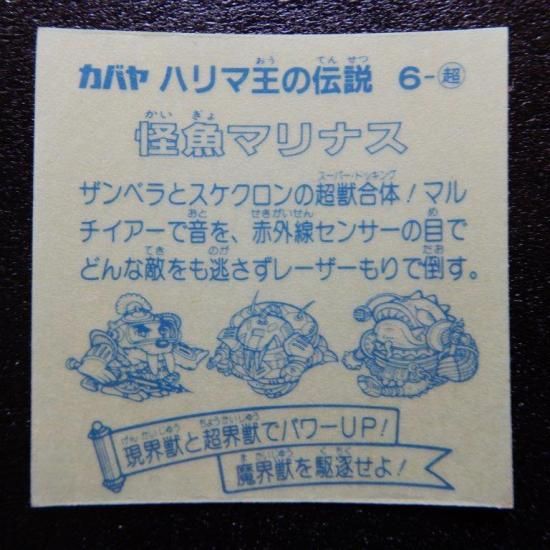 カバヤ ハリマ王の伝説 6-超
怪魚マリナス
ザンペラとスケクロンの超獣合体！マル
チイアーで音を、赤外線センサーの目で
どんな敵をも逃さずレーザーもりで倒す。
現界獣と超界獣でパワーUP！
魔界獣を駆逐せよ！